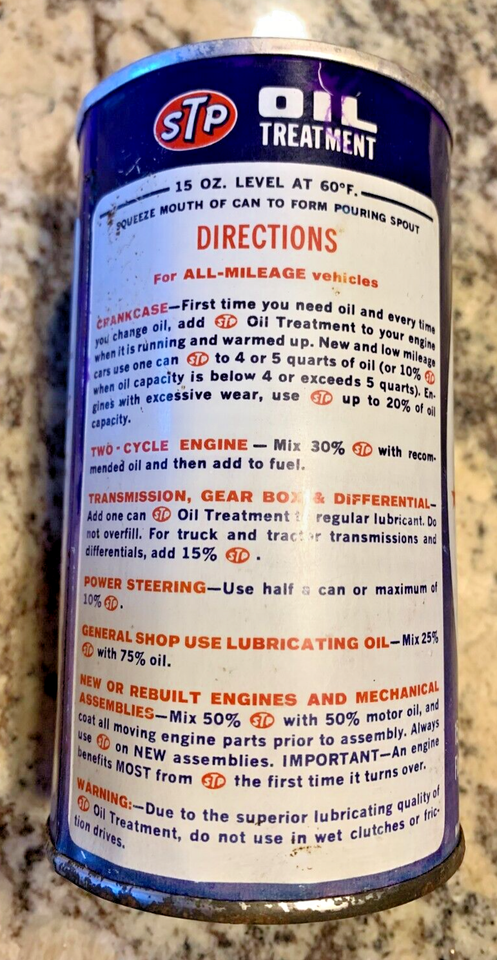 STP OIL
TREATMENT
15 OZ. LEVEL AT 60°F.
SQUEEZE MOUTH OF CAN TO FORM POURING SPOUT
DIRECTIONS
For ALL-MILEAGE vehicles
CRANKCASE—First time you need oil and every time
you change oil, add STP Oil Treatment to your engine
when it is running and warmed up. New and low mileage
cars use one can STP to 4 or 5 quarts of oil (or 10% STP
when oil capacity is below 4 or exceeds 5 quarts). En-
gines with excessive wear, use STP up to 20% of oil
capacity.
TWO-CYCLE ENGINE — Mix 30% STP with recom-
mended oil and then add to fuel.
TRANSMISSION, GEAR BOX & DIFFERENTIAL—
Add one can STP Oil Treatment t regular lubricant. Do
not overfill. For truck and tractor transmissions and
differentials, add 15% STP .
POWER STEERING—Use half a can or maximum of
10% STP.
GENERAL SHOP USE LUBRICATING OIL—Mix 25%
STP with 75% oil.
NEW OR REBUILT ENGINES AND MECHANICAL
ASSEMBLIES—Mix 50% STP with 50% motor oil, and
coat all moving engine parts prior to assembly. Always
use STP on NEW assemblies. IMPORTANT—An engine
benefits MOST from STP the first time it turns over.
WARNING:—Due to the superior lubricating quality of
STP Oil Treatment, do not use in wet clutches or fric-
tion drives.